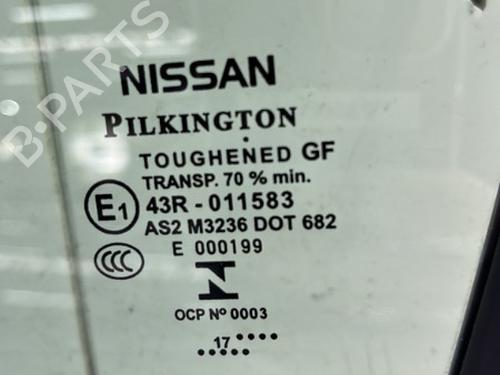 NISSAN
PILKINGTON
TOUGHENED GF
TRANSP. 70 % min.
E1 43R - 011583
AS2 M3236 DOT 682
E 000199
CCC
N
OCP Nº 0003
17
B-PARTS